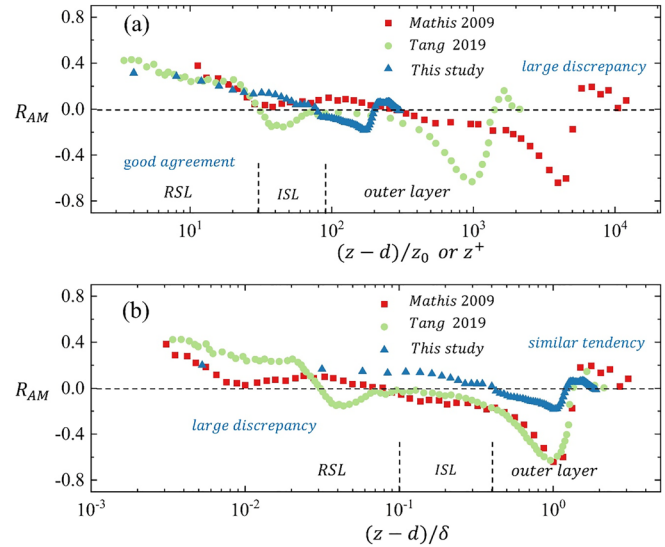 (a)
Mathis 2009
Tang 2019
This study
large discrepancy
good agreement
RSL
ISL
outer layer
R_AM
0.8
0.4
0.0
-0.4
-0.8
10^1
10^2
10^3
10^4
(z − d)/z_0 or z^+
(b)
Mathis 2009
Tang 2019
This study
similar tendency
large discrepancy
RSL
ISL
outer layer
R_AM
0.8
0.4
0.0
-0.4
-0.8
10^-3
10^-2
10^-1
10^0
(z − d)/δ